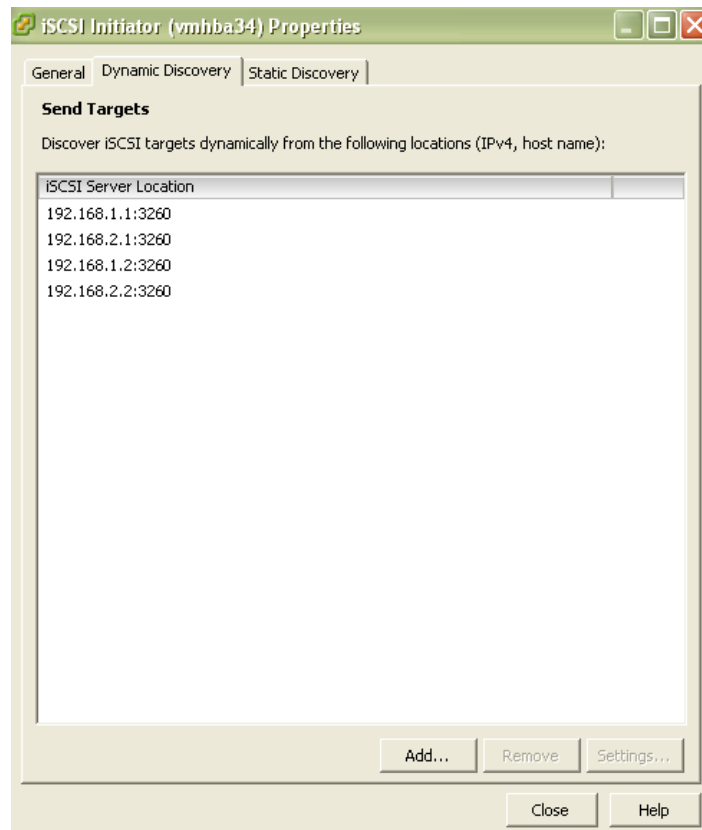 iSCSI Initiator (vmhba34) Properties
General Dynamic Discovery Static Discovery
Send Targets
Discover iSCSI targets dynamically from the following locations (IPv4, host name):
iSCSI Server Location
192.168.1.1:3260
192.168.2.1:3260
192.168.1.2:3260
192.168.2.2:3260
Add... Remove Settings...
Close Help